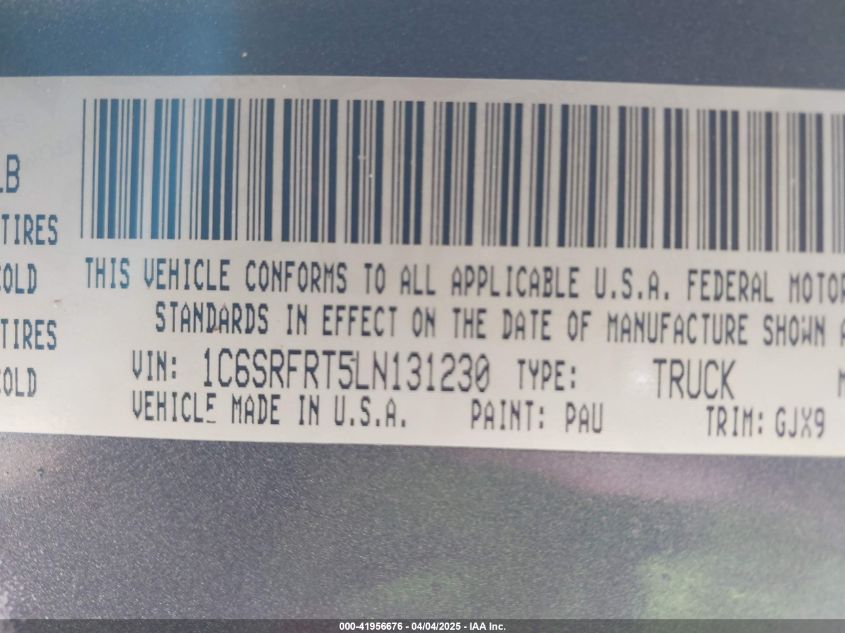 LB
TIRES
COLD
TIRES
COLD
THIS VEHICLE CONFORMS TO ALL APPLICABLE U.S.A. FEDERAL MOTOR
STANDARDS IN EFFECT ON THE DATE OF MANUFACTURE SHOWN A
VIN: 1C6SRFRT5LN131230 TYPE: TRUCK M
VEHICLE MADE IN U.S.A. PAINT: PAU TRIM: GJX9
000-41956676 - 04/04/2025 - IAA Inc.